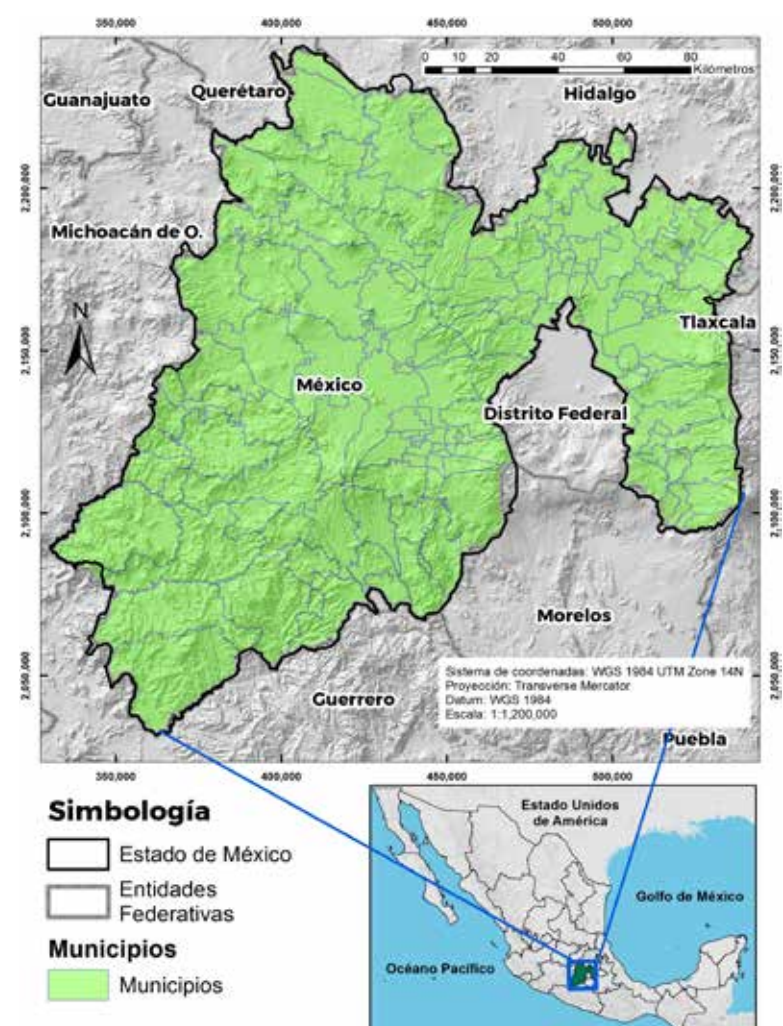 350,000 400,000 450,000 500,000
0 10 20 40 60 80
Kilómetros
Guanajuato
Querétaro
Hidalgo
2,200,000
2,200,000
Michoacán de O.
N
Tlaxcala
2,150,000
2,150,000
México
Distrito Federal
2,100,000
2,100,000
Morelos
2,050,000
2,050,000
Guerrero
Sistema de coordenadas: WGS 1984 UTM Zone 14N
Proyección: Transverse Mercator
Datum: WGS 1984
Escala: 1:1,200,000
Puebla
350,000 400,000 450,000 500,000
Simbología
Estado de México
Entidades
Federativas
Municipios
Municipios
Estado Unidos
de América
Golfo de México
Océano Pacífico